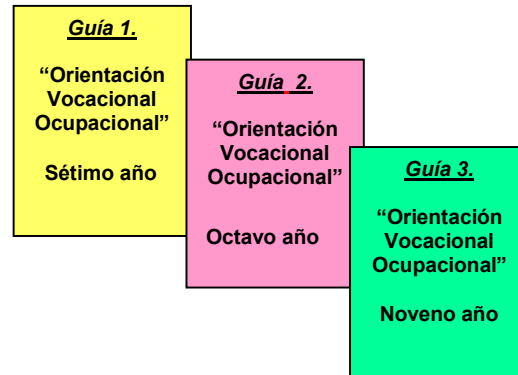 Guía 1.
“Orientación
Vocacional
Ocupacional”
Sétimo año
Guía 2.
“Orientación
Vocacional
Ocupacional”
Octavo año
Guía 3.
“Orientación
Vocacional
Ocupacional”
Noveno año